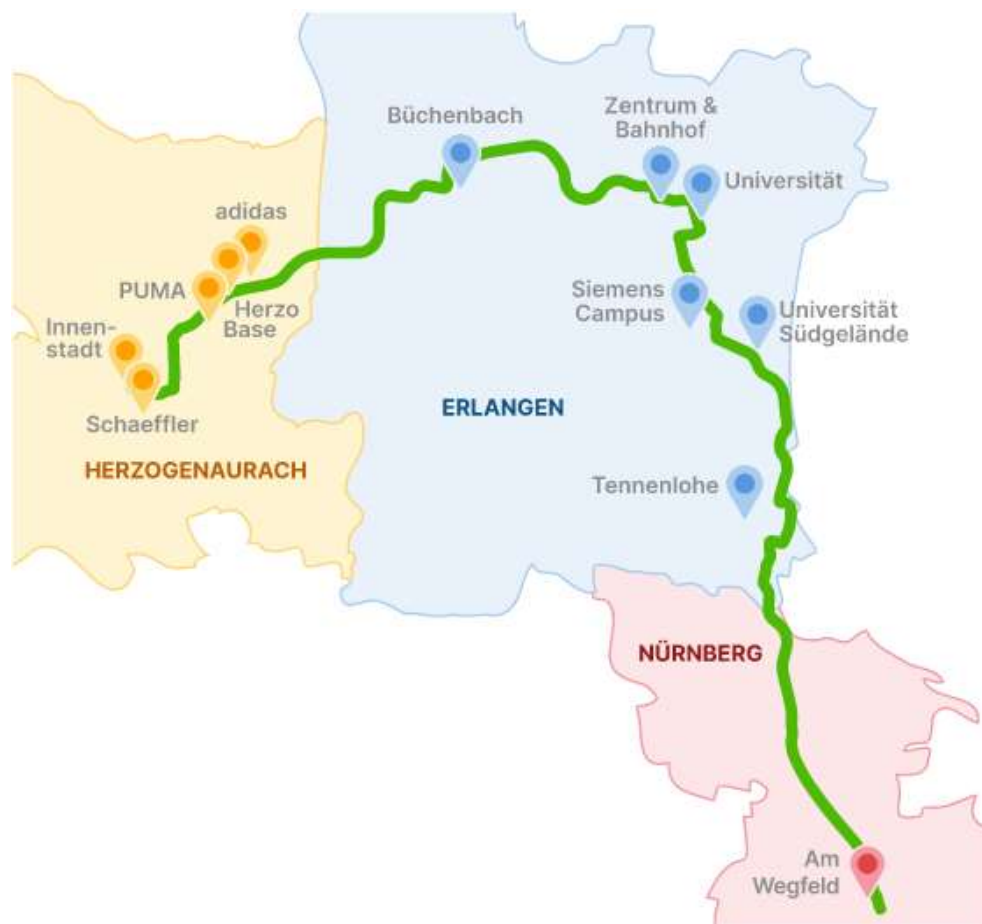 Büchenbach
Zentrum &
Bahnhof
Universität
adidas
PUMA
Herzo
Base
Innen-
stadt
Schaeffler
HERZOGENAURACH
Siemens
Campus
Universität
Südgelände
ERLANGEN
Tennenlohe
NÜRNBERG
Am
Wegfeld